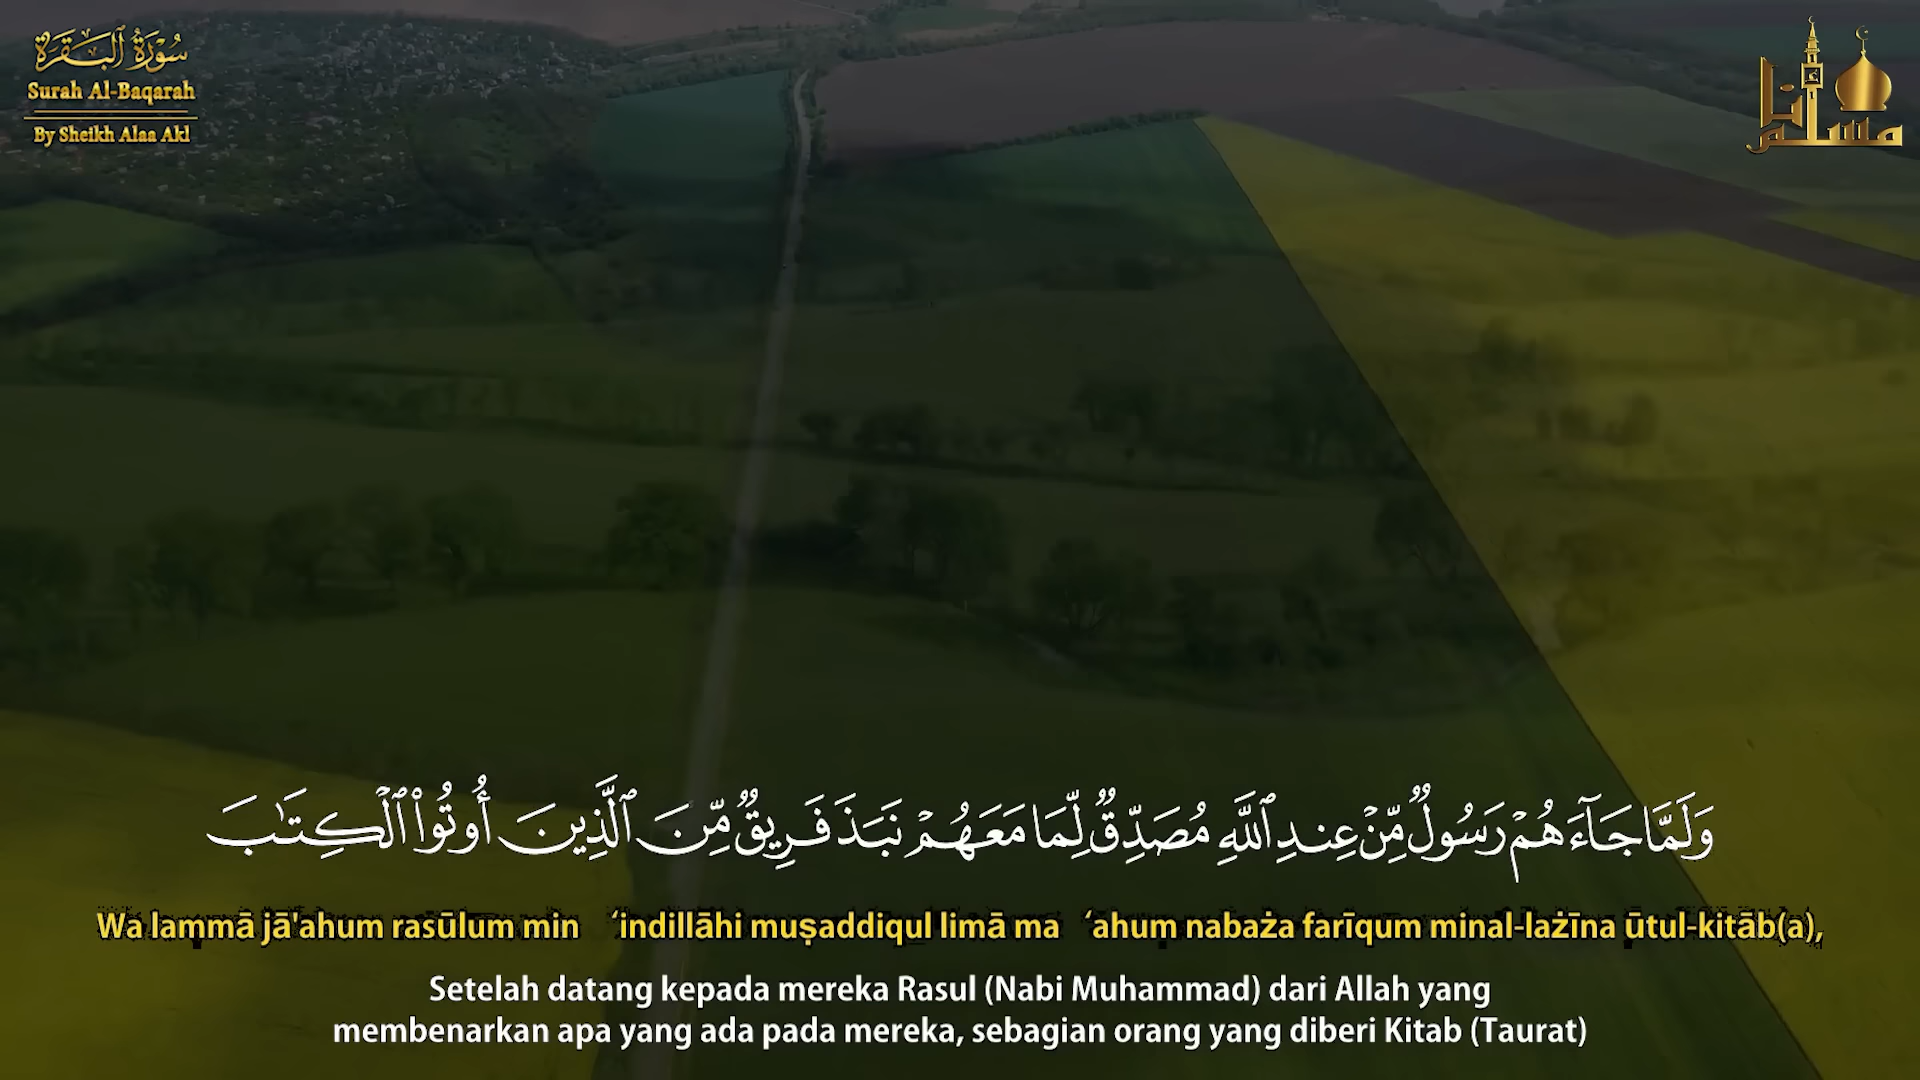 سُورَةُ ٱلْبَقَرَة
Surah Al-Baqarah
By Sheikh Alaa Akl
أنا
مسلم
وَلَمَّا جَآءَهُمْ رَسُولٌ مِّنْ عِندِ ٱللَّهِ مُصَدِّقٌ لِّمَا مَعَهُمْ نَبَذَ فَرِيقٌ مِّنَ ٱلَّذِينَ أُوتُوا۟ ٱلْكِتَـٰبَ
Wa lammā jā'ahum rasūlum min ‘indillāhi muṣaddiqul limā ma ‘ahum nabaża farīqum minal-lażīna ūtul-kitāb(a),
Setelah datang kepada mereka Rasul (Nabi Muhammad) dari Allah yang
membenarkan apa yang ada pada mereka, sebagian orang yang diberi Kitab (Taurat)